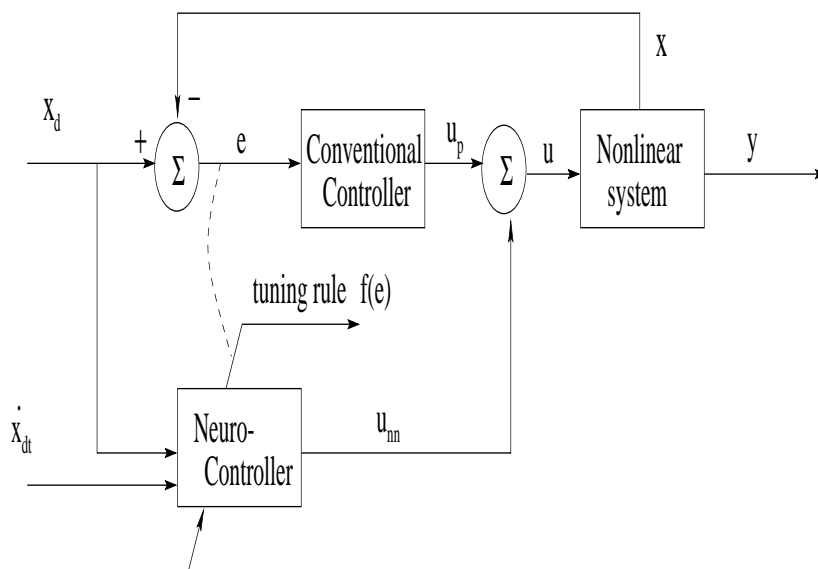 x
x_d
−
+
Σ
e
Conventional
Controller
u_p
Σ
u
Nonlinear
system
y
tuning rule f(e)
ẋ_dt
Neuro-
Controller
u_nn